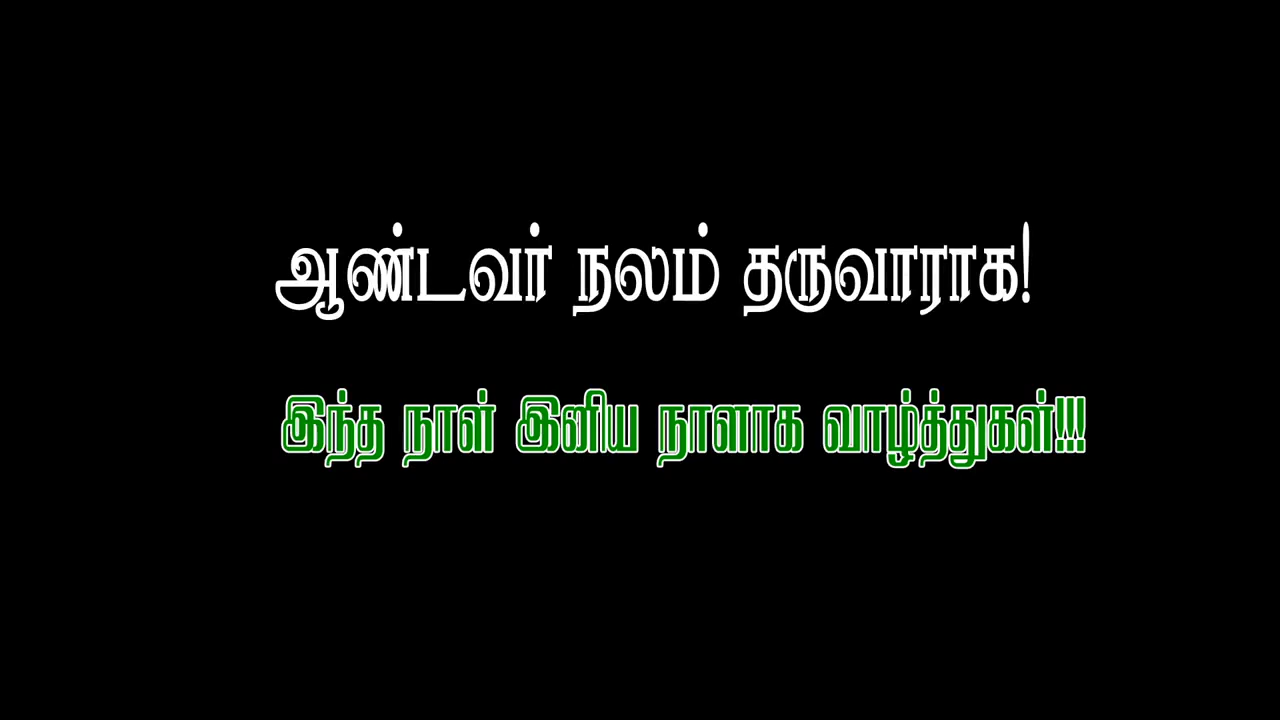 ஆண்டவர் நலம் தருவாராக!
இந்த நாள் இனிய நாளாக வாழ்த்துகள்!!!